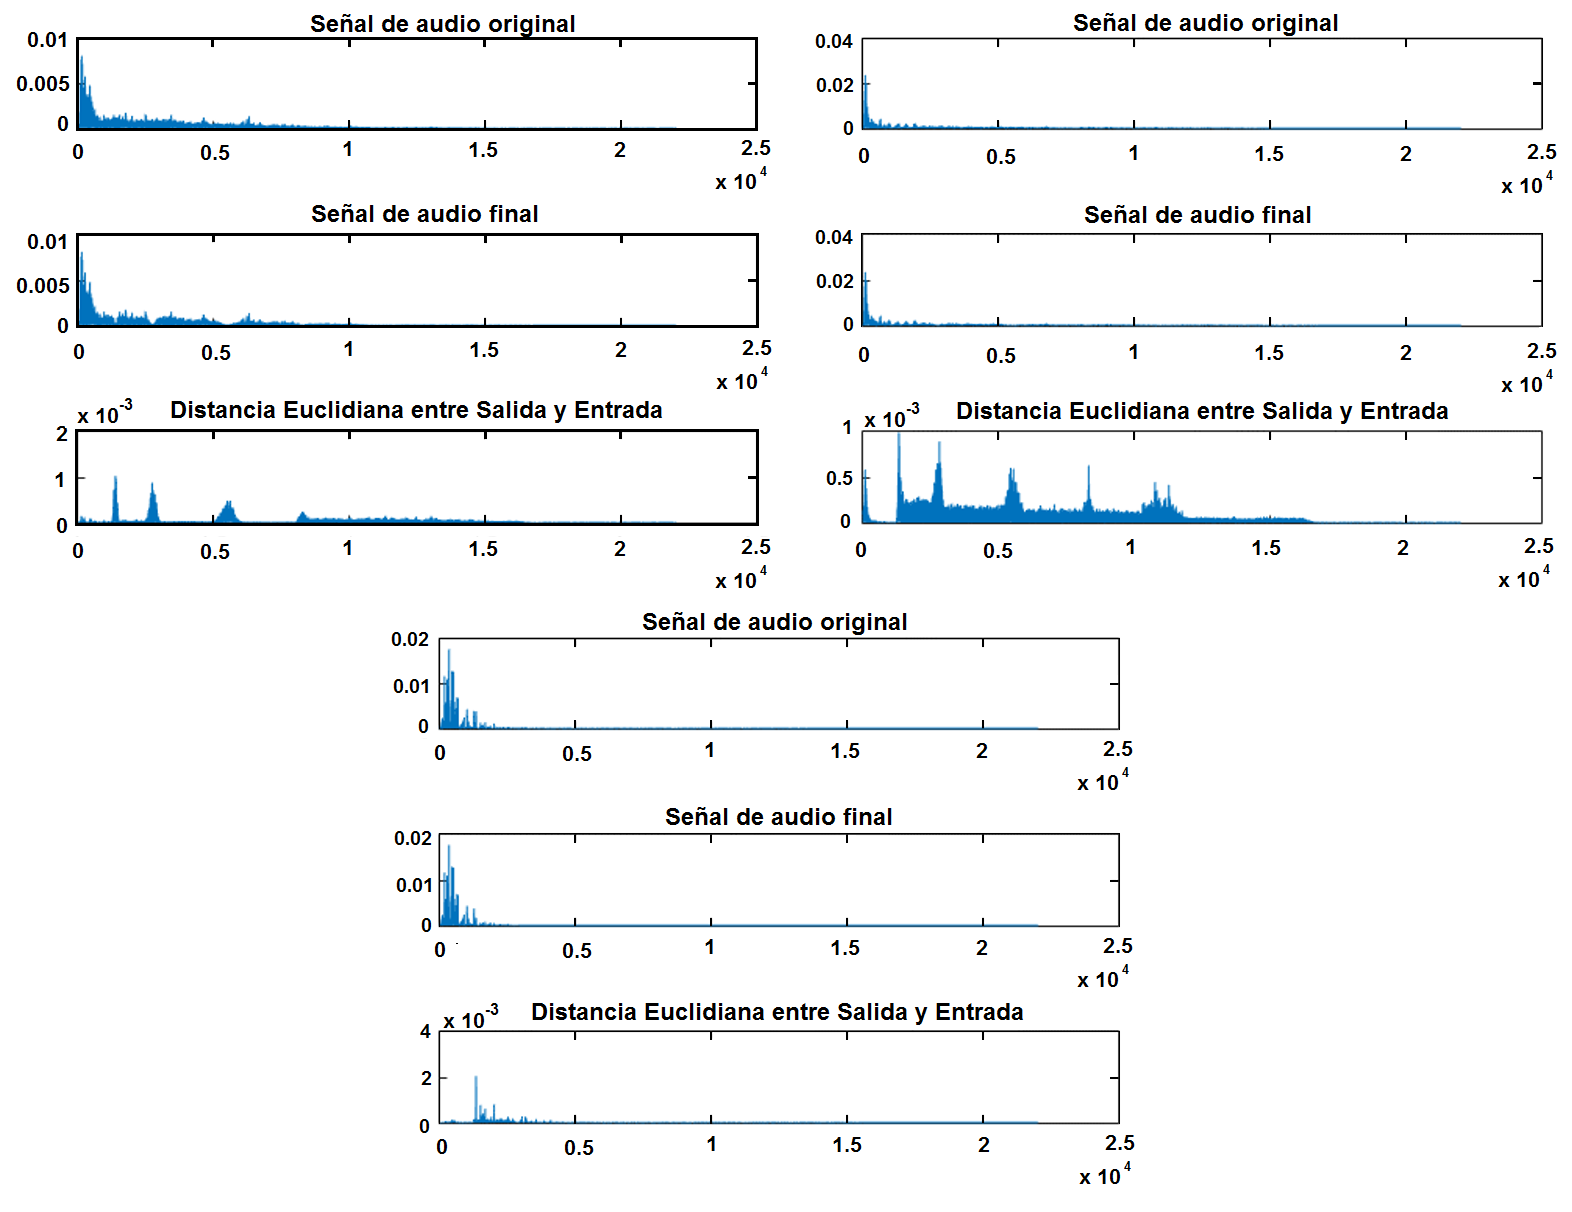 Señal de audio original
0.01
0.005
0
0 0.5 1 1.5 2 2.5
x 10^4
Señal de audio final
0.01
0.005
0
0 0.5 1 1.5 2 2.5
x 10^4
x 10^-3 Distancia Euclidiana entre Salida y Entrada
2
1
0
0 0.5 1 1.5 2 2.5
x 10^4
Señal de audio original
0.04
0.02
0
0 0.5 1 1.5 2 2.5
x 10^4
Señal de audio final
0.04
0.02
0
0 0.5 1 1.5 2 2.5
x 10^4
x 10^-3 Distancia Euclidiana entre Salida y Entrada
1
0.5
0
0 0.5 1 1.5 2 2.5
x 10^4
Señal de audio original
0.02
0.01
0
0 0.5 1 1.5 2 2.5
x 10^4
Señal de audio final
0.02
0.01
0
0 0.5 1 1.5 2 2.5
x 10^4
x 10^-3 Distancia Euclidiana entre Salida y Entrada
4
2
0
0 0.5 1 1.5 2 2.5
x 10^4